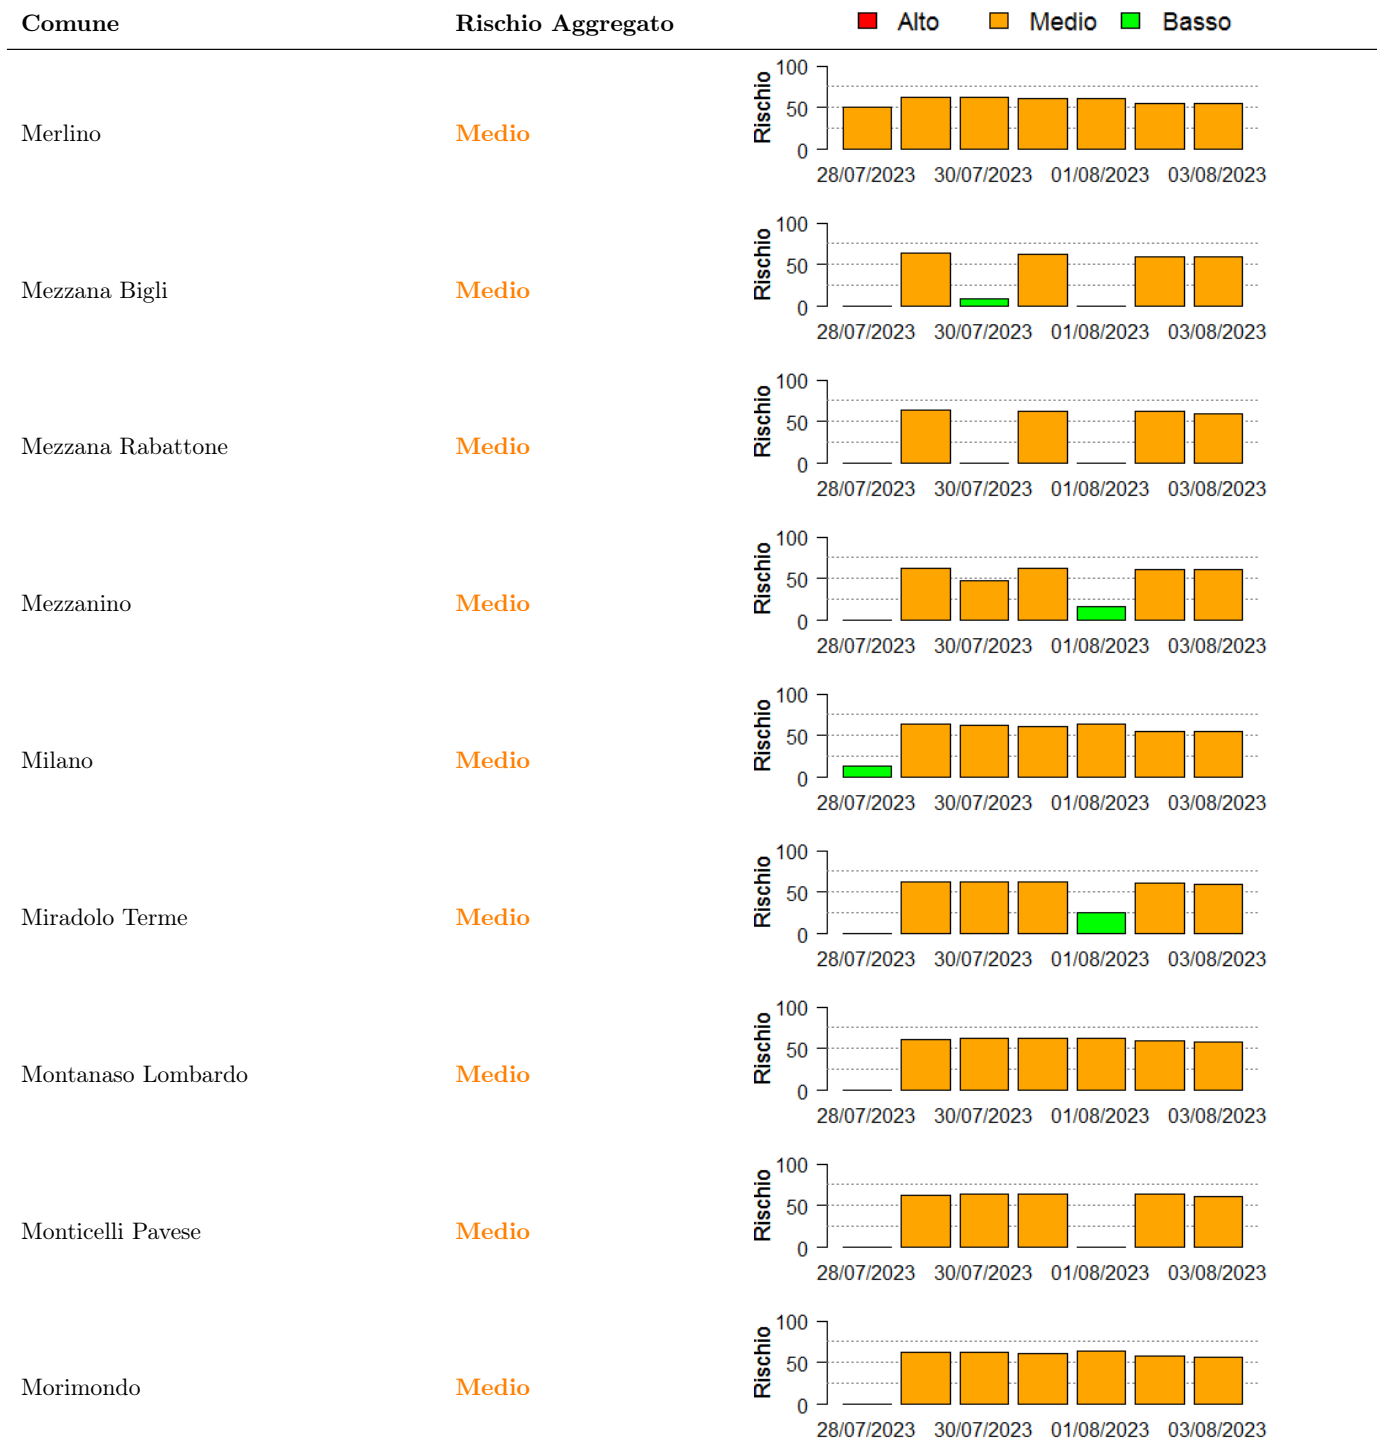 Comune Rischio Aggregato Alto Medio Basso
Merlino Medio
Rischio
100
50
0
28/07/2023 30/07/2023 01/08/2023 03/08/2023
Mezzana Bigli Medio
Rischio
100
50
0
28/07/2023 30/07/2023 01/08/2023 03/08/2023
Mezzana Rabattone Medio
Rischio
100
50
0
28/07/2023 30/07/2023 01/08/2023 03/08/2023
Mezzanino Medio
Rischio
100
50
0
28/07/2023 30/07/2023 01/08/2023 03/08/2023
Milano Medio
Rischio
100
50
0
28/07/2023 30/07/2023 01/08/2023 03/08/2023
Miradolo Terme Medio
Rischio
100
50
0
28/07/2023 30/07/2023 01/08/2023 03/08/2023
Montanaso Lombardo Medio
Rischio
100
50
0
28/07/2023 30/07/2023 01/08/2023 03/08/2023
Monticelli Pavese Medio
Rischio
100
50
0
28/07/2023 30/07/2023 01/08/2023 03/08/2023
Morimondo Medio
Rischio
100
50
0
28/07/2023 30/07/2023 01/08/2023 03/08/2023